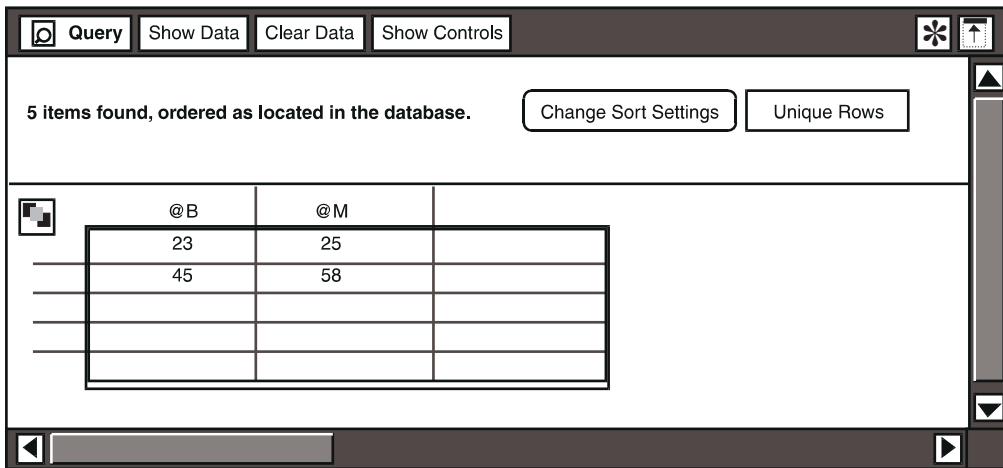 Query Show Data Clear Data Show Controls
5 items found, ordered as located in the database. Change Sort Settings Unique Rows
@B @M
23 25
45 58